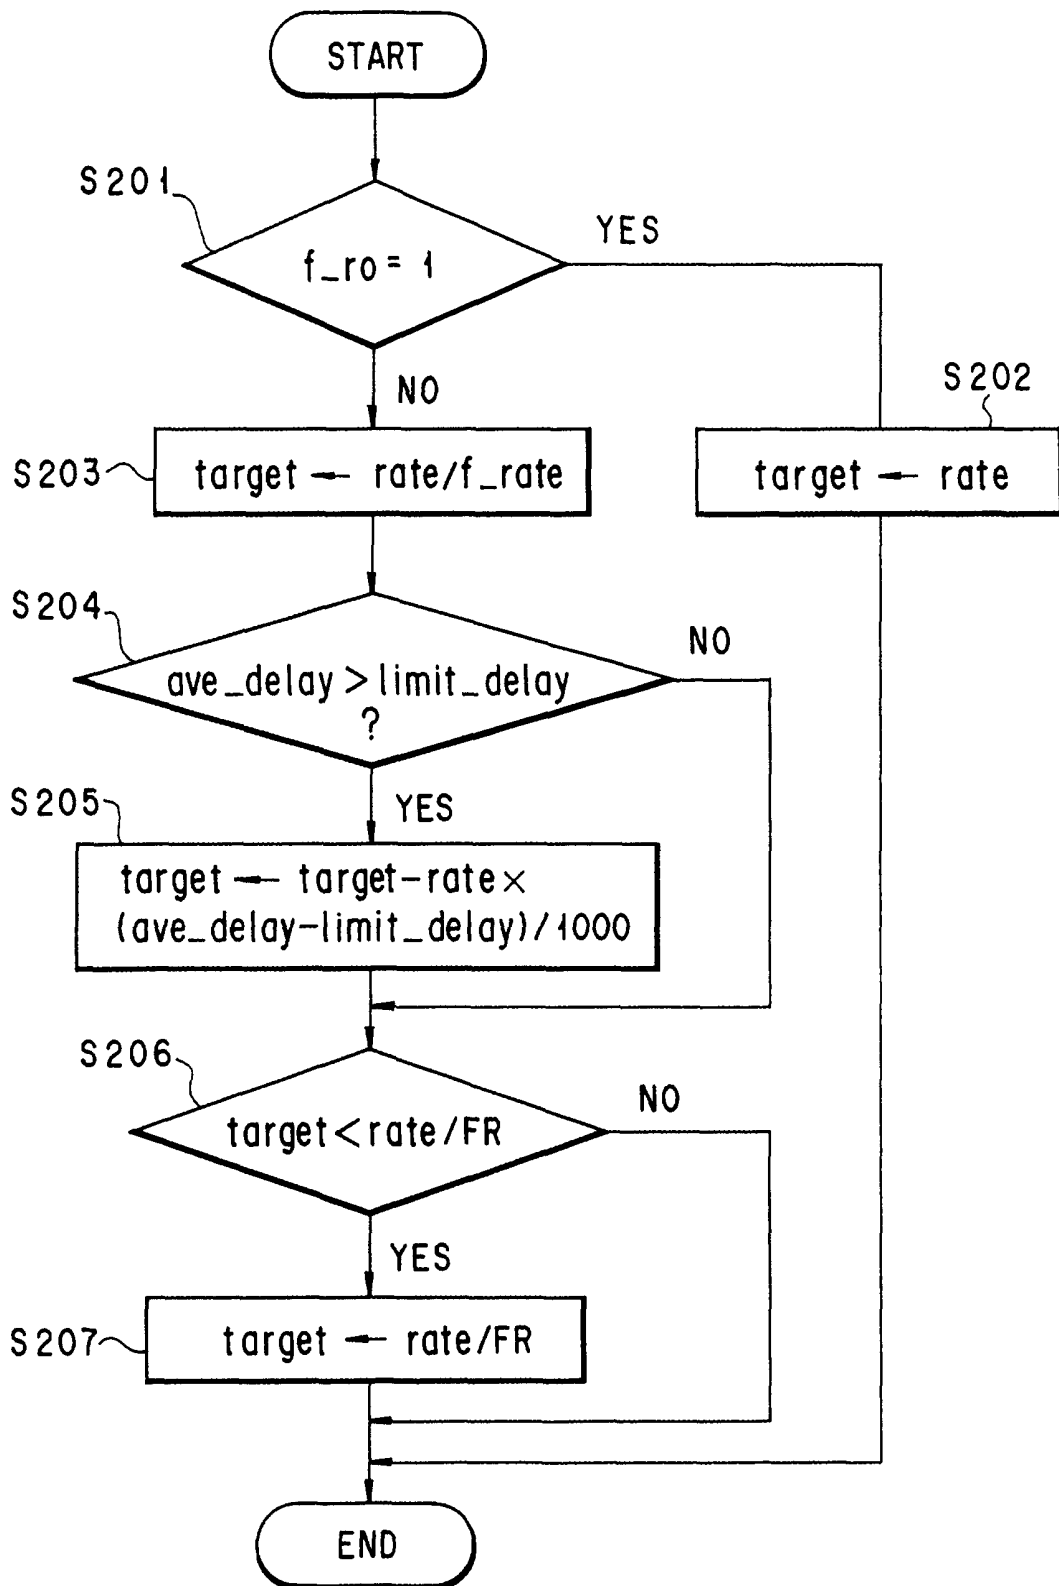 START
S201
f_ro = 1
YES
NO
S202
target ← rate
S203
target ← rate/f_rate
S204
ave_delay > limit_delay
?
NO
YES
S205
target ← target-rate×
(ave_delay-limit_delay)/1000
S206
target < rate/FR
NO
YES
S207
target ← rate/FR
END